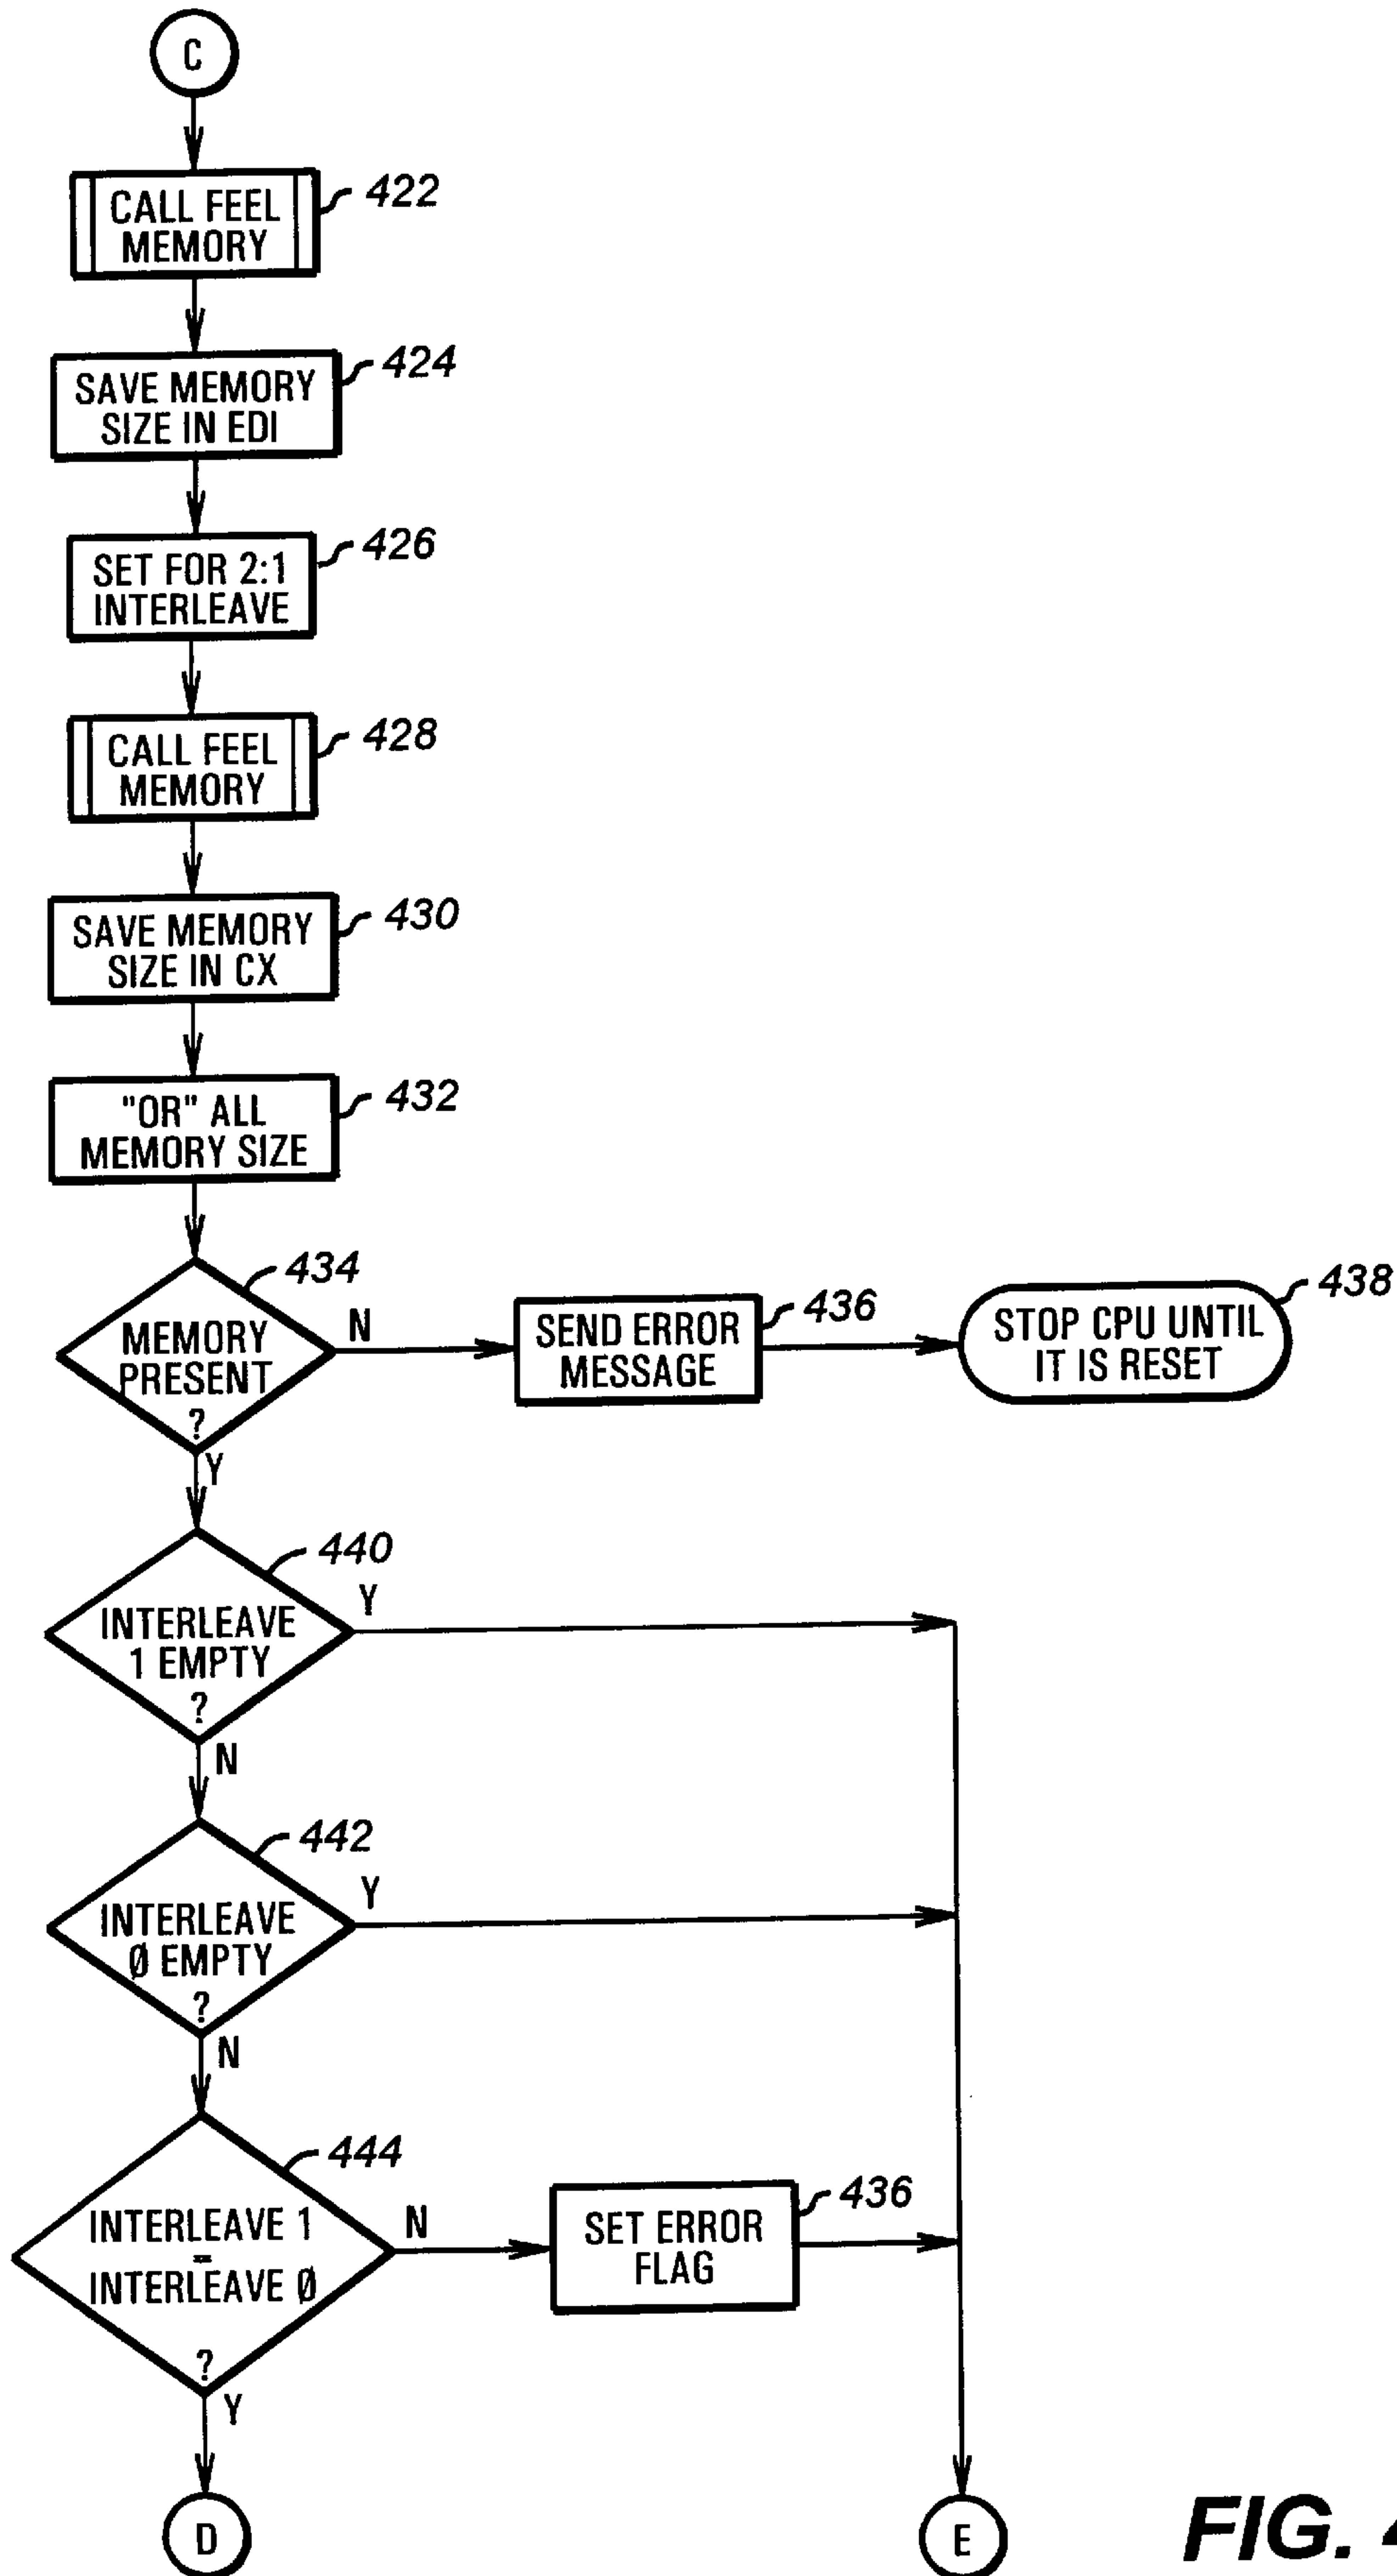 C
CALL FEEL
MEMORY
422
SAVE MEMORY
SIZE IN EDI
424
SET FOR 2:1
INTERLEAVE
426
CALL FEEL
MEMORY
428
SAVE MEMORY
SIZE IN CX
430
"OR" ALL
MEMORY SIZE
432
434
MEMORY
PRESENT
?
N
Y
SEND ERROR
MESSAGE
436
STOP CPU UNTIL
IT IS RESET
438
440
INTERLEAVE
1 EMPTY
?
Y
N
442
INTERLEAVE
Ø EMPTY
?
Y
N
444
INTERLEAVE 1
=
INTERLEAVE Ø
?
N
Y
SET ERROR
FLAG
436
D
E
FIG. 4